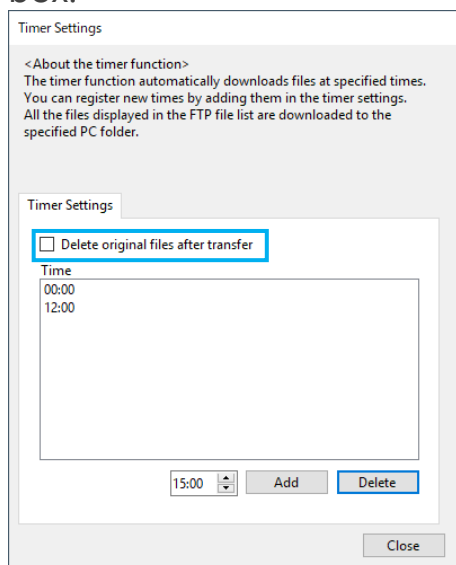 box.
Timer Settings
<About the timer function>
The timer function automatically downloads files at specified times.
You can register new times by adding them in the timer settings.
All the files displayed in the FTP file list are downloaded to the
specified PC folder.
Timer Settings
Delete original files after transfer
Time
00:00
12:00
15:00 Add Delete
Close